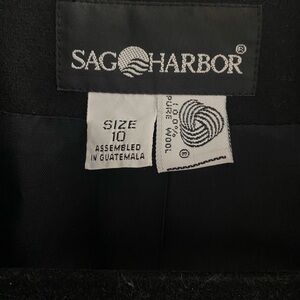 SAG HARBOR®
SIZE
10
ASSEMBLED
IN GUATEMALA
100%
PURE WOOL
®